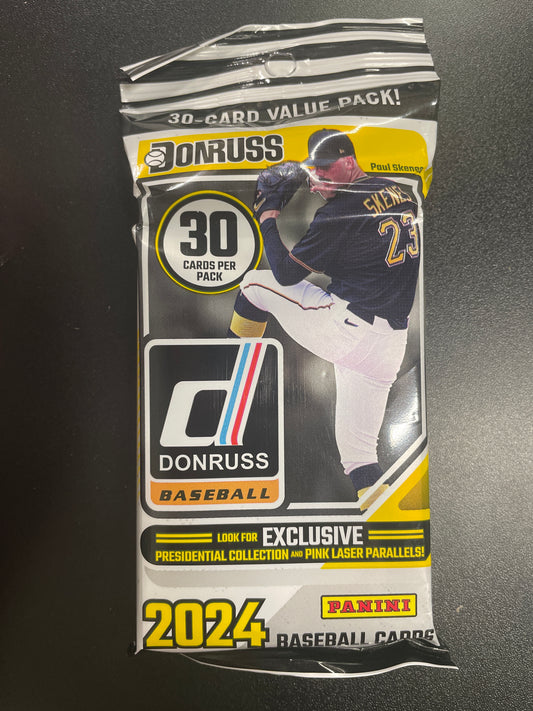 30-CARD VALUE PACK!
DONRUSS
Paul Skenes
SKENES
23
30
CARDS PER
PACK
d
DONRUSS
BASEBALL
LOOK FOR EXCLUSIVE
PRESIDENTIAL COLLECTION AND PINK LASER PARALLELS!
2024
PANINI
BASEBALL CARDS